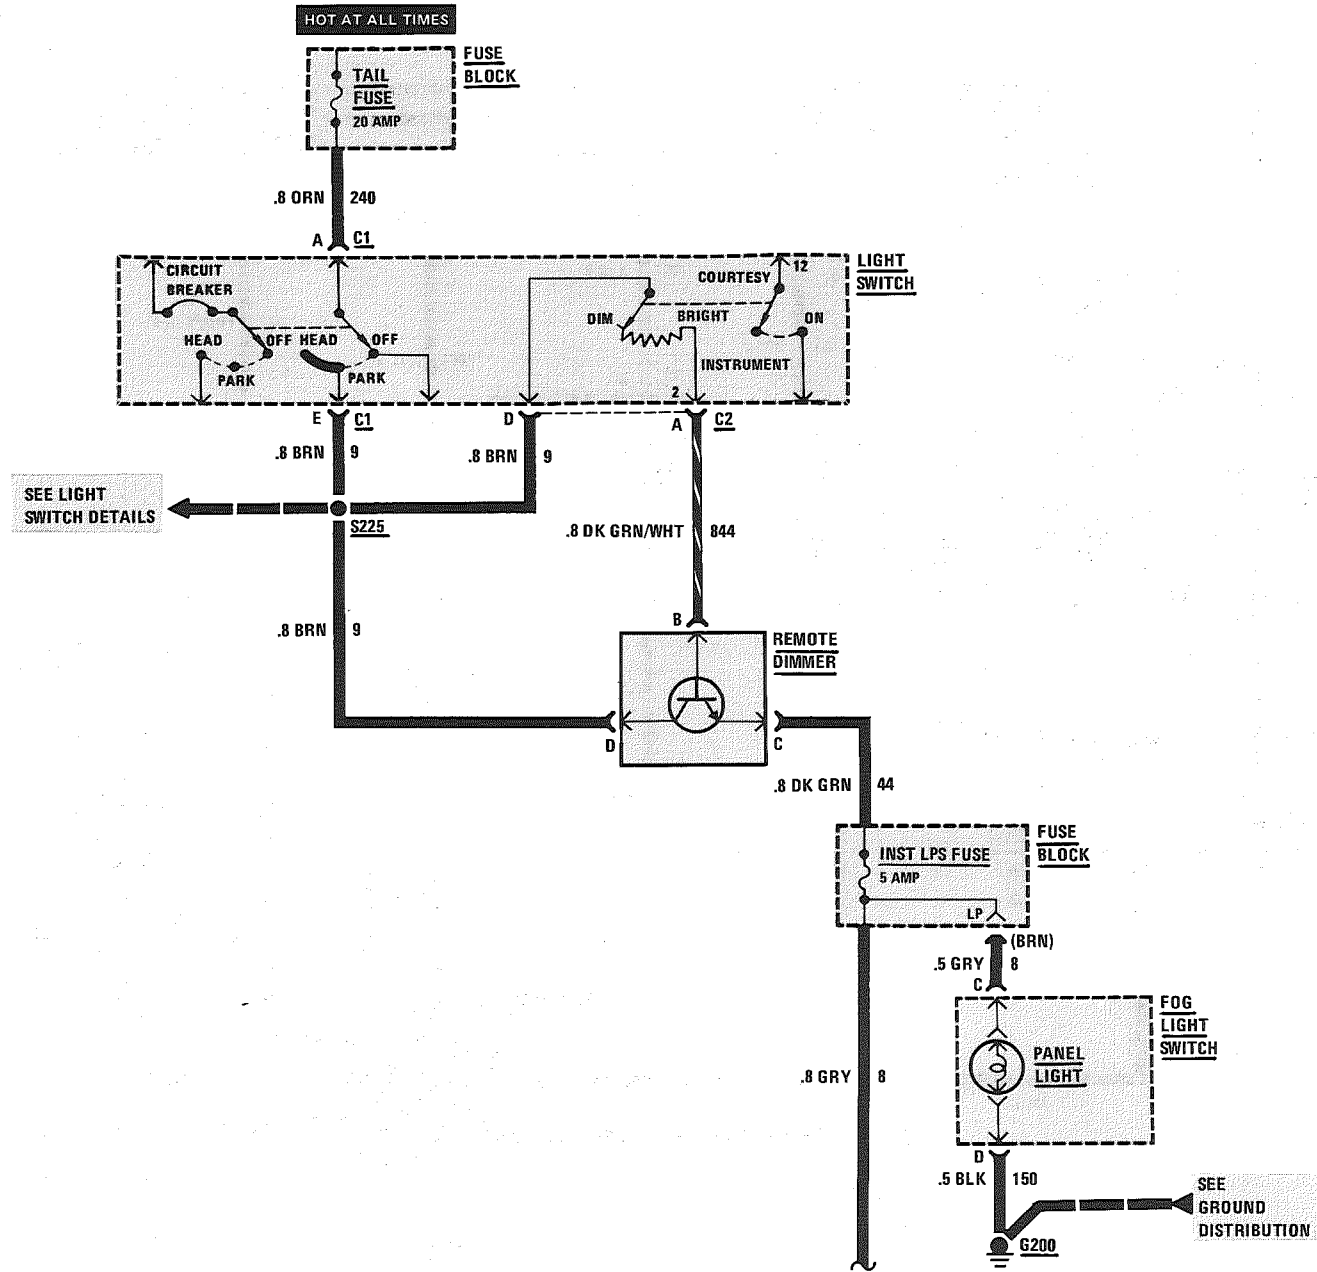 HOT AT ALL TIMES
FUSE
BLOCK
TAIL
FUSE
20 AMP
.8 ORN 240
A C1
LIGHT
SWITCH
CIRCUIT
BREAKER
COURTESY 12
DIM BRIGHT ON
HEAD OFF HEAD OFF
PARK PARK
INSTRUMENT
2
E C1 D A C2
.8 BRN 9 .8 BRN 9
SEE LIGHT
SWITCH DETAILS
S225
.8 DK GRN/WHT 844
B
.8 BRN 9
REMOTE
DIMMER
D C
.8 DK GRN 44
FUSE
BLOCK
INST LPS FUSE
5 AMP
LP
(BRN)
.5 GRY 8
C
FOG
LIGHT
SWITCH
PANEL
LIGHT
.8 GRY 8
D
.5 BLK 150
SEE
GROUND
DISTRIBUTION
G200